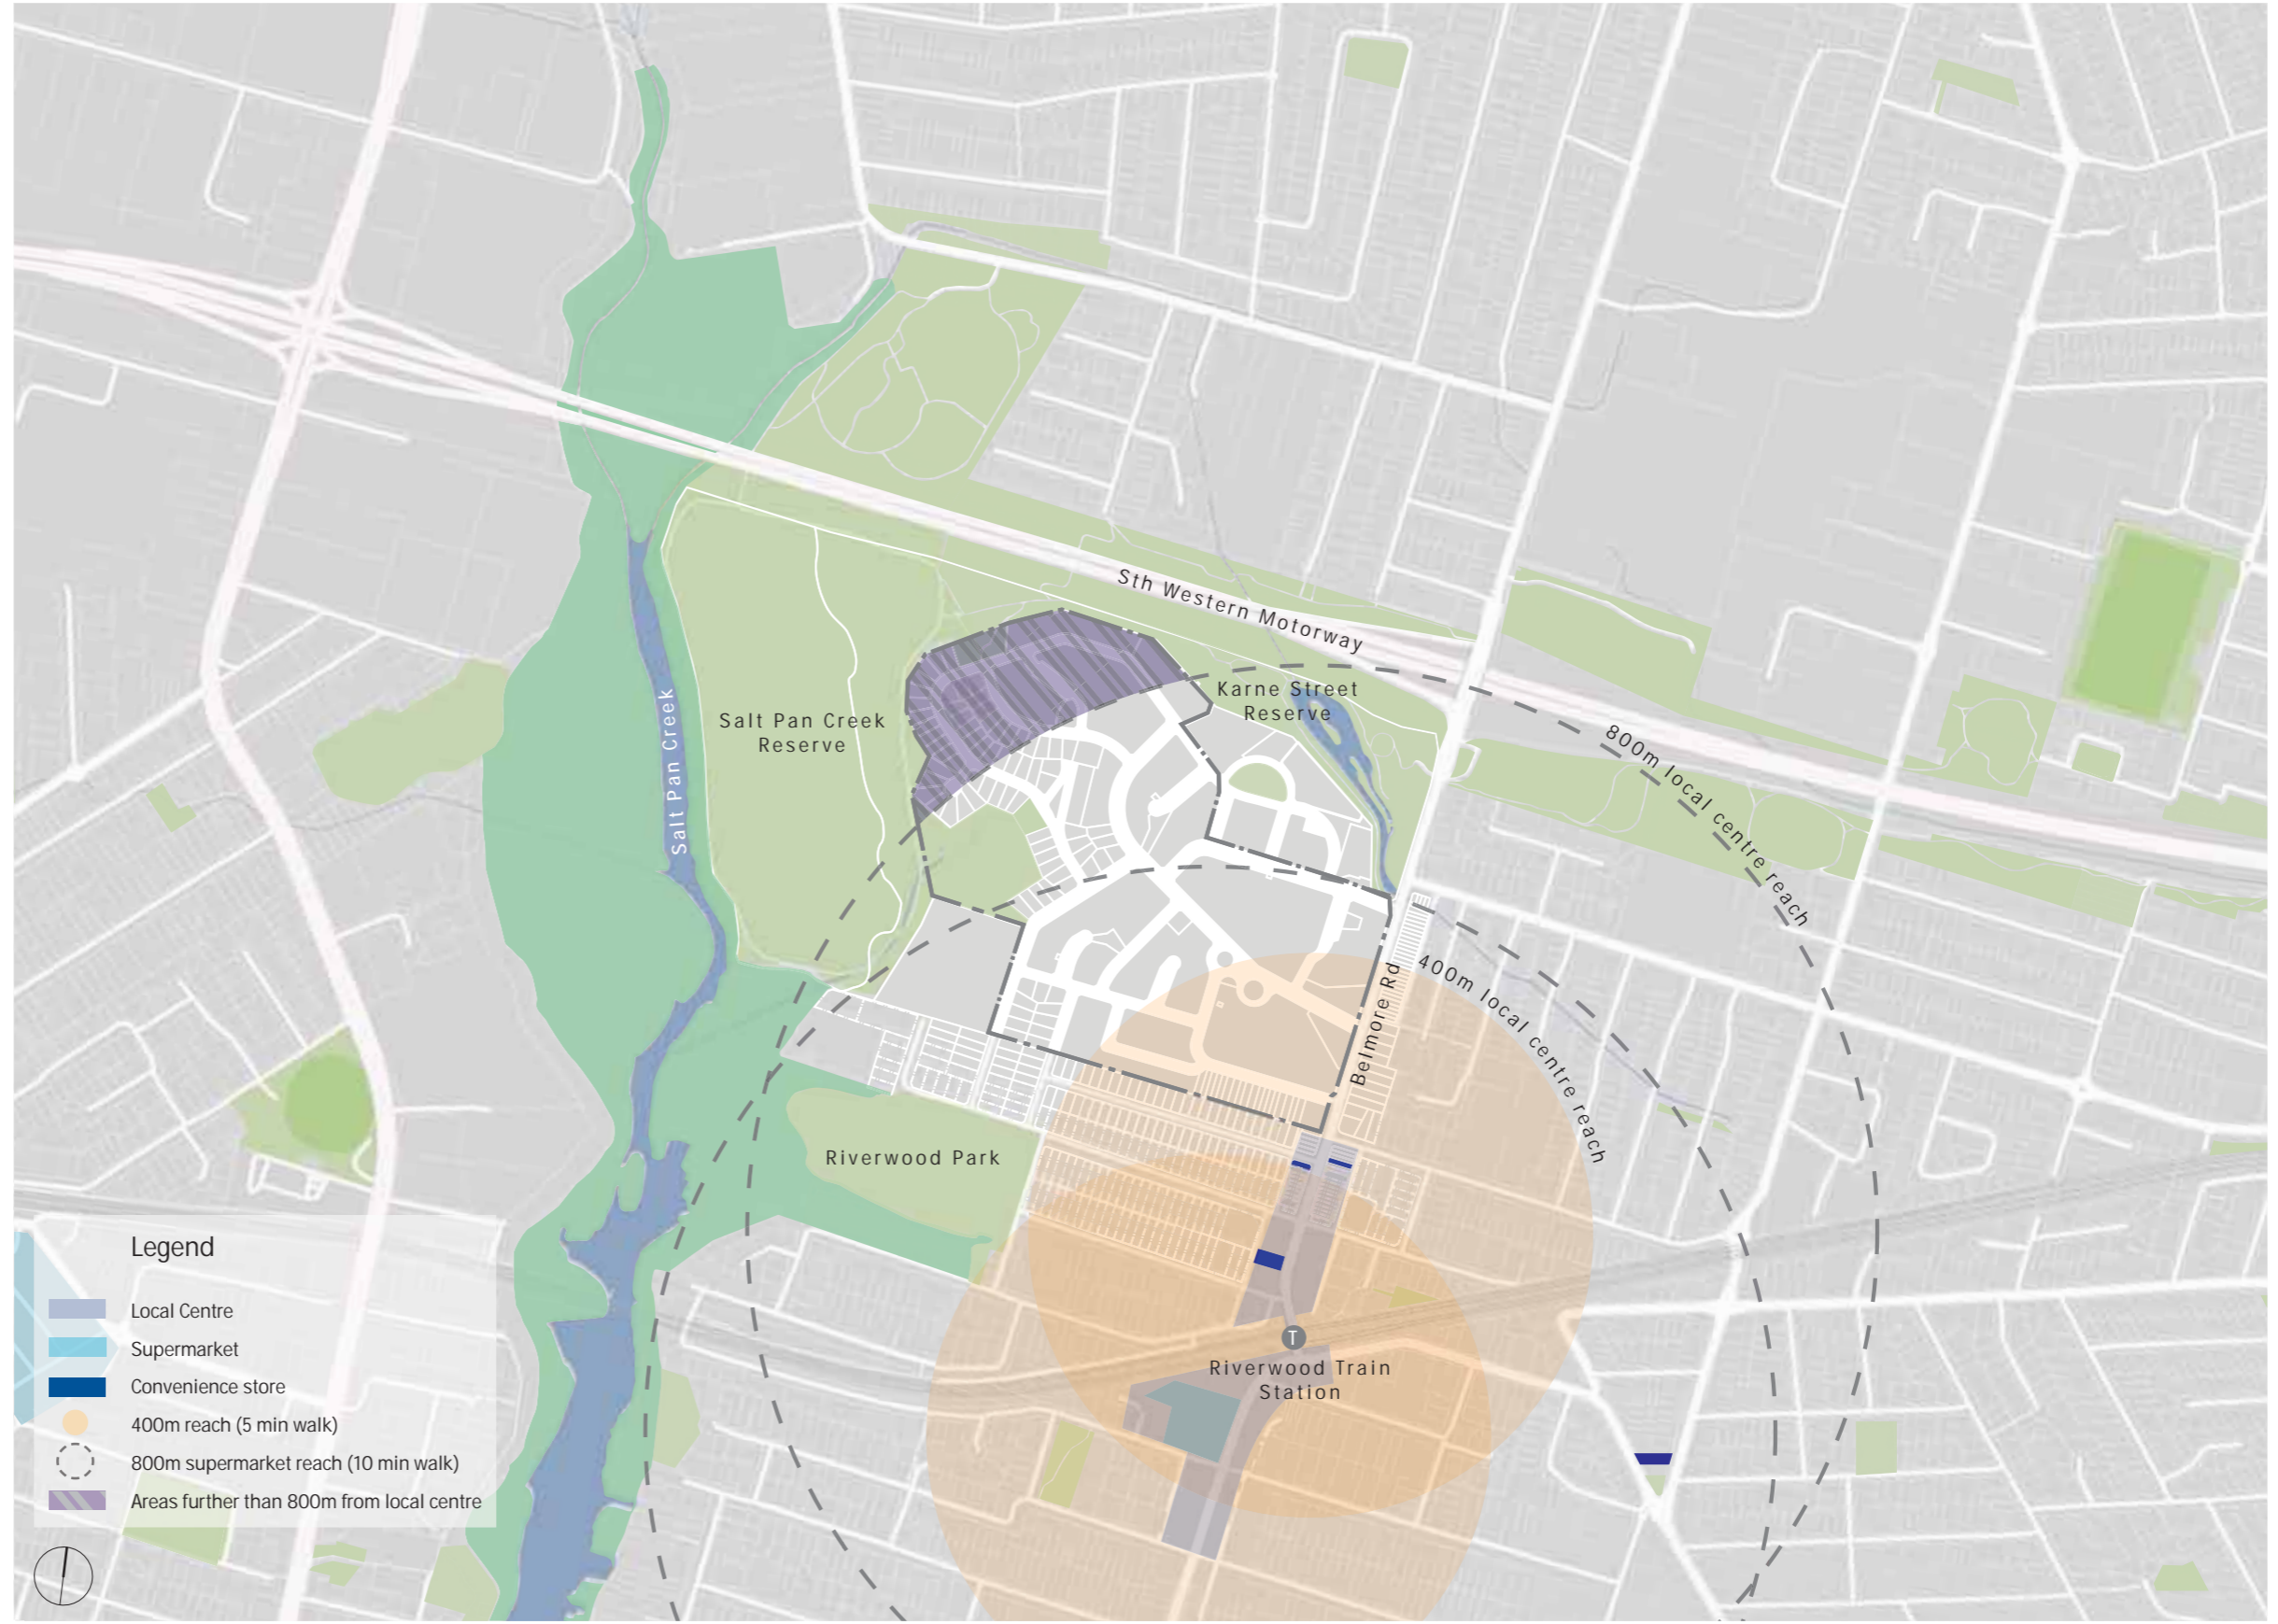 Sth Western Motorway
Karne Street
Reserve
Salt Pan Creek
Reserve
Salt Pan Creek
800m local centre reach
400m local centre reach
Belmore Rd
Riverwood Park
T
Riverwood Train
Station
Legend
Local Centre
Supermarket
Convenience store
400m reach (5 min walk)
800m supermarket reach (10 min walk)
Areas further than 800m from local centre